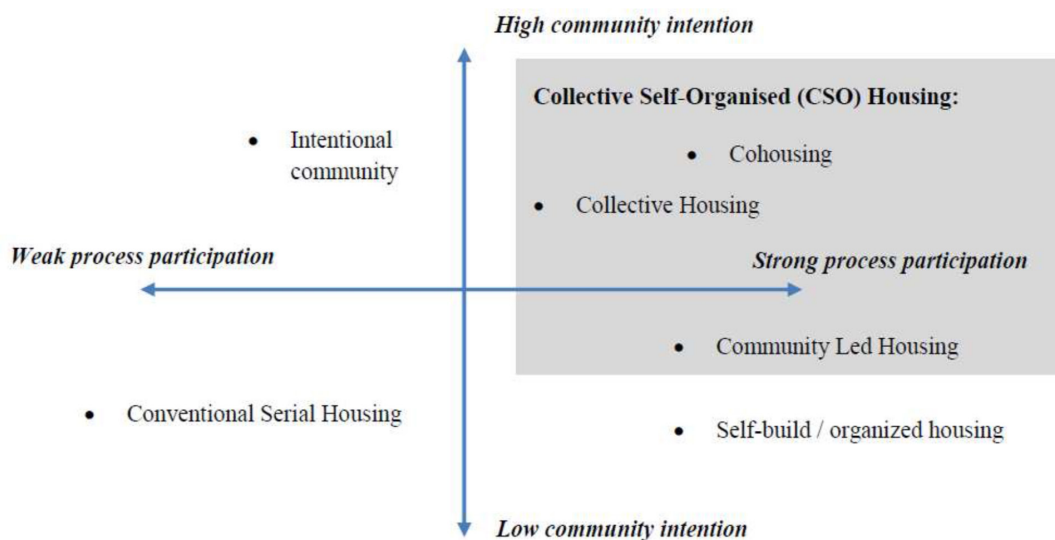 High community intention
Collective Self-Organised (CSO) Housing:
• Intentional
community
• Cohousing
• Collective Housing
Weak process participation
Strong process participation
• Community Led Housing
• Conventional Serial Housing
• Self-build / organized housing
Low community intention